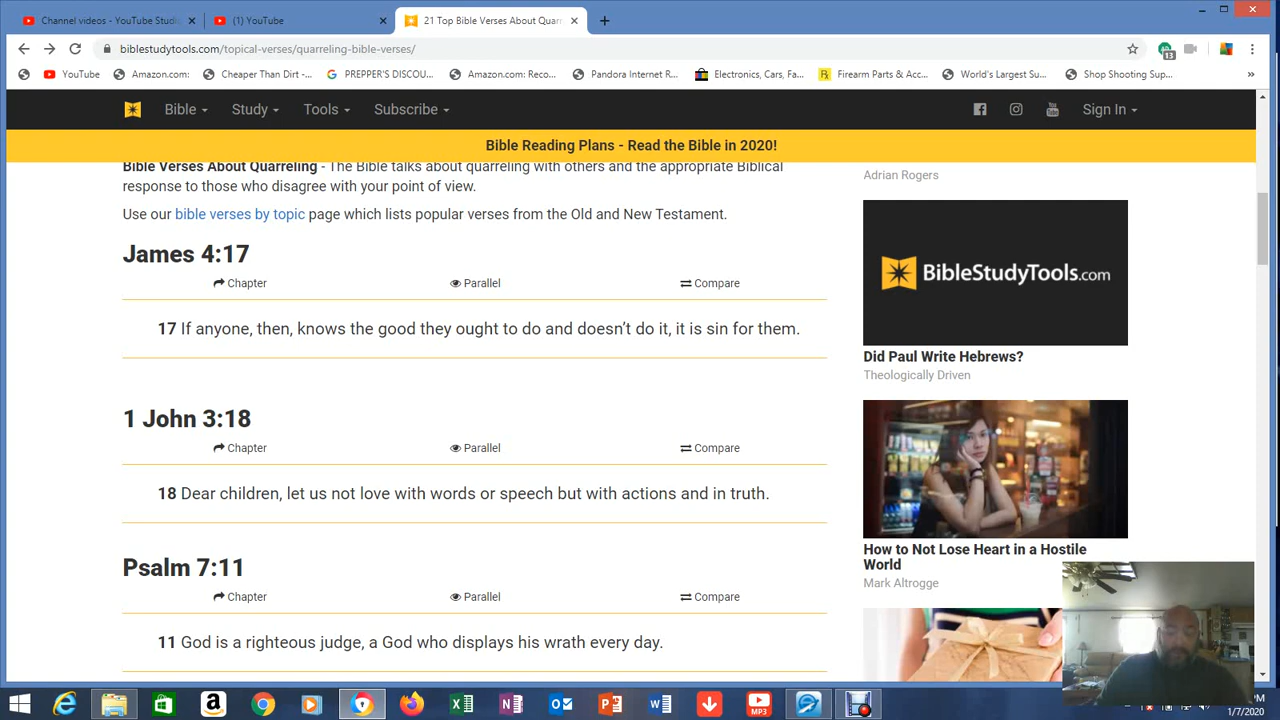 Channel videos - YouTube Studi
(1) YouTube
21 Top Bible Verses About Quarr
biblestudytools.com/topical-verses/quarreling-bible-verses/
13
YouTube
Amazon.com:
Cheaper Than Dirt -...
PREPPER'S DISCOU...
Amazon.com: Reco...
Pandora Internet R...
Electronics, Cars, Fa...
Firearm Parts & Acc...
World's Largest Su...
Shop Shooting Sup...
»
Bible
Study
Tools
Subscribe
Sign In
Bible Reading Plans - Read the Bible in 2020!
Bible Verses About Quarreling - The Bible talks about quarreling with others and the appropriate Biblical
response to those who disagree with your point of view.
Use our bible verses by topic page which lists popular verses from the Old and New Testament.
James 4:17
Chapter
Parallel
Compare
17 If anyone, then, knows the good they ought to do and doesn't do it, it is sin for them.
1 John 3:18
Chapter
Parallel
Compare
18 Dear children, let us not love with words or speech but with actions and in truth.
Psalm 7:11
Chapter
Parallel
Compare
11 God is a righteous judge, a God who displays his wrath every day.
Adrian Rogers
BibleStudyTools.com
Did Paul Write Hebrews?
Theologically Driven
How to Not Lose Heart in a Hostile
World
Mark Altrogge
MP3
1/7/2020